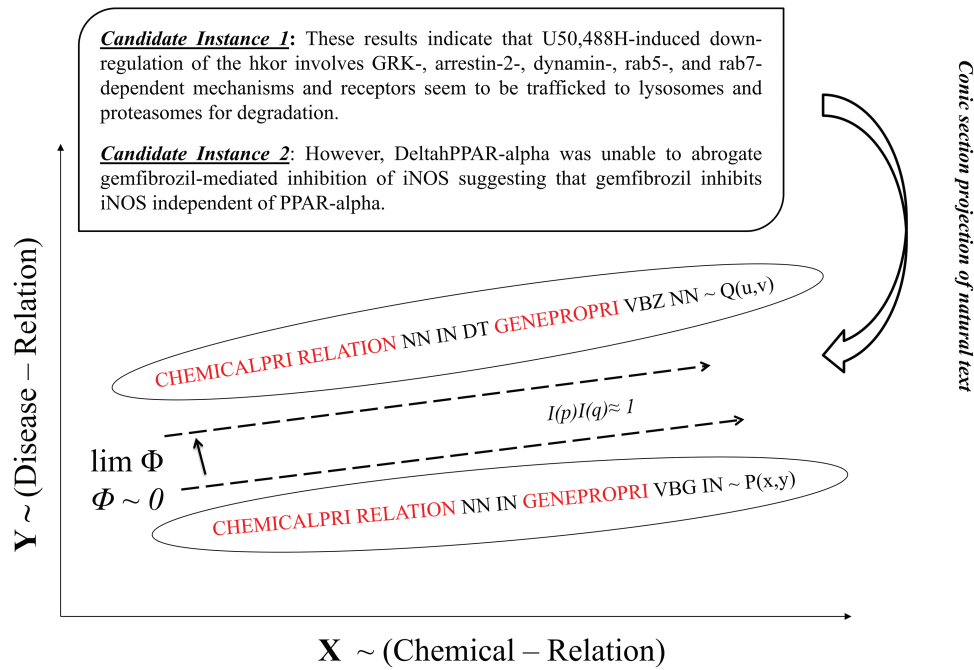 Candidate Instance 1: These results indicate that U50,488H-induced down-
regulation of the hkor involves GRK-, arrestin-2-, dynamin-, rab5-, and rab7-
dependent mechanisms and receptors seem to be trafficked to lysosomes and
proteasomes for degradation.
Candidate Instance 2: However, DeltahPPAR-alpha was unable to abrogate
gemfibrozil-mediated inhibition of iNOS suggesting that gemfibrozil inhibits
iNOS independent of PPAR-alpha.
Conic section projection of natural text
Y ~ (Disease – Relation)
CHEMICALPRI RELATION NN IN DT GENEPROPRI VBZ NN ~ Q(u,v)
I(p)I(q)≈ 1
lim Φ
Φ ~ 0
CHEMICALPRI RELATION NN IN GENEPROPRI VBG IN ~ P(x,y)
X ~ (Chemical – Relation)